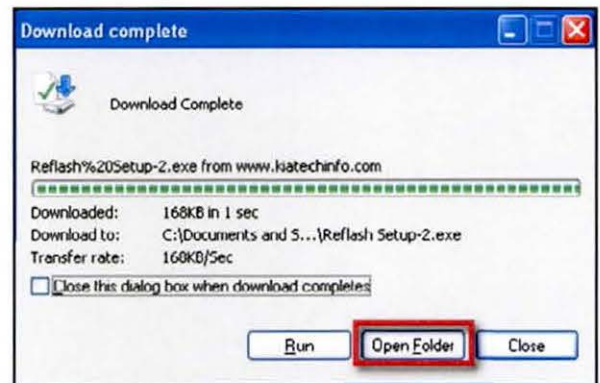 Download complete
Download Complete
Reflash%20Setup-2.exe from www.kiatechinfo.com
Downloaded: 168KB in 1 sec
Download to: C:\Documents and S...\Reflash Setup-2.exe
Transfer rate: 168KB/Sec
Close this dialog box when download completes
Run Open Folder Close